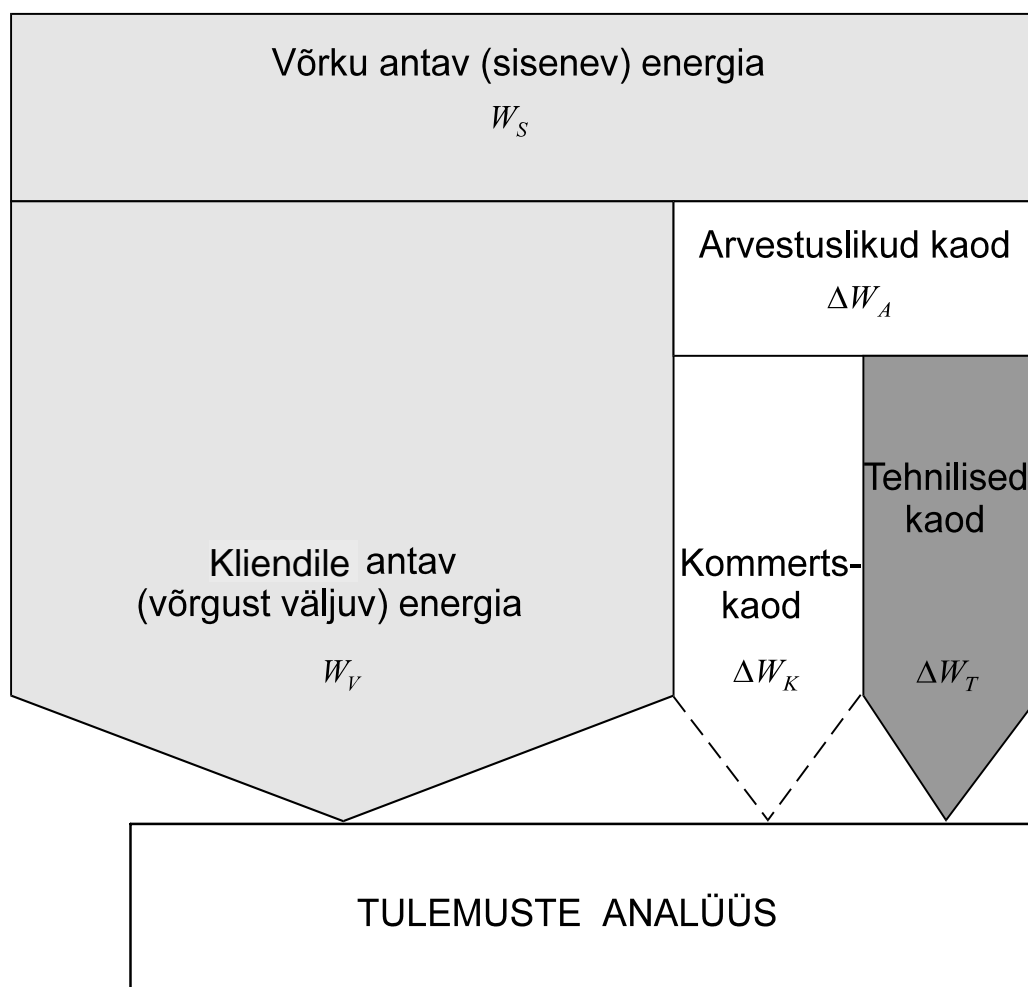 Võrku antav (sisenev) energia
W_S
Arvestuslikud kaod
ΔW_A
Kliendile antav
(võrgust väljuv) energia
W_V
Kommerts-
kaod
ΔW_K
Tehnilised
kaod
ΔW_T
TULEMUSTE ANALÜÜS